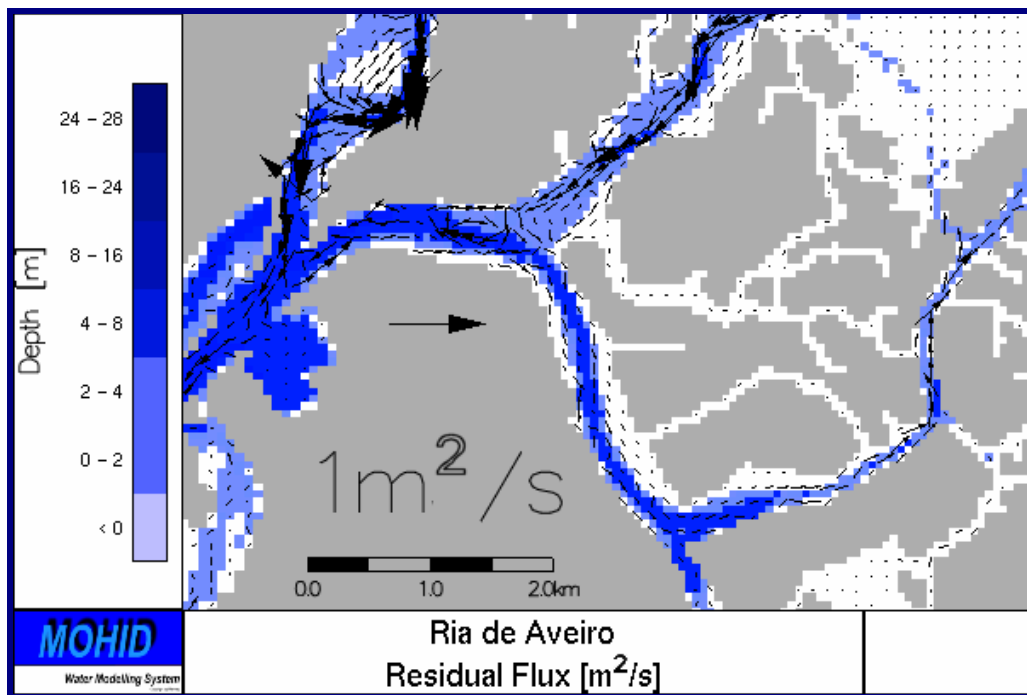 Depth [m]
24 - 28
16 - 24
8 - 16
4 - 8
2 - 4
0 - 2
< 0
1m²/s
0.0 1.0 2.0km
MOHID
Water Modelling System
Ria de Aveiro
Residual Flux [m²/s]